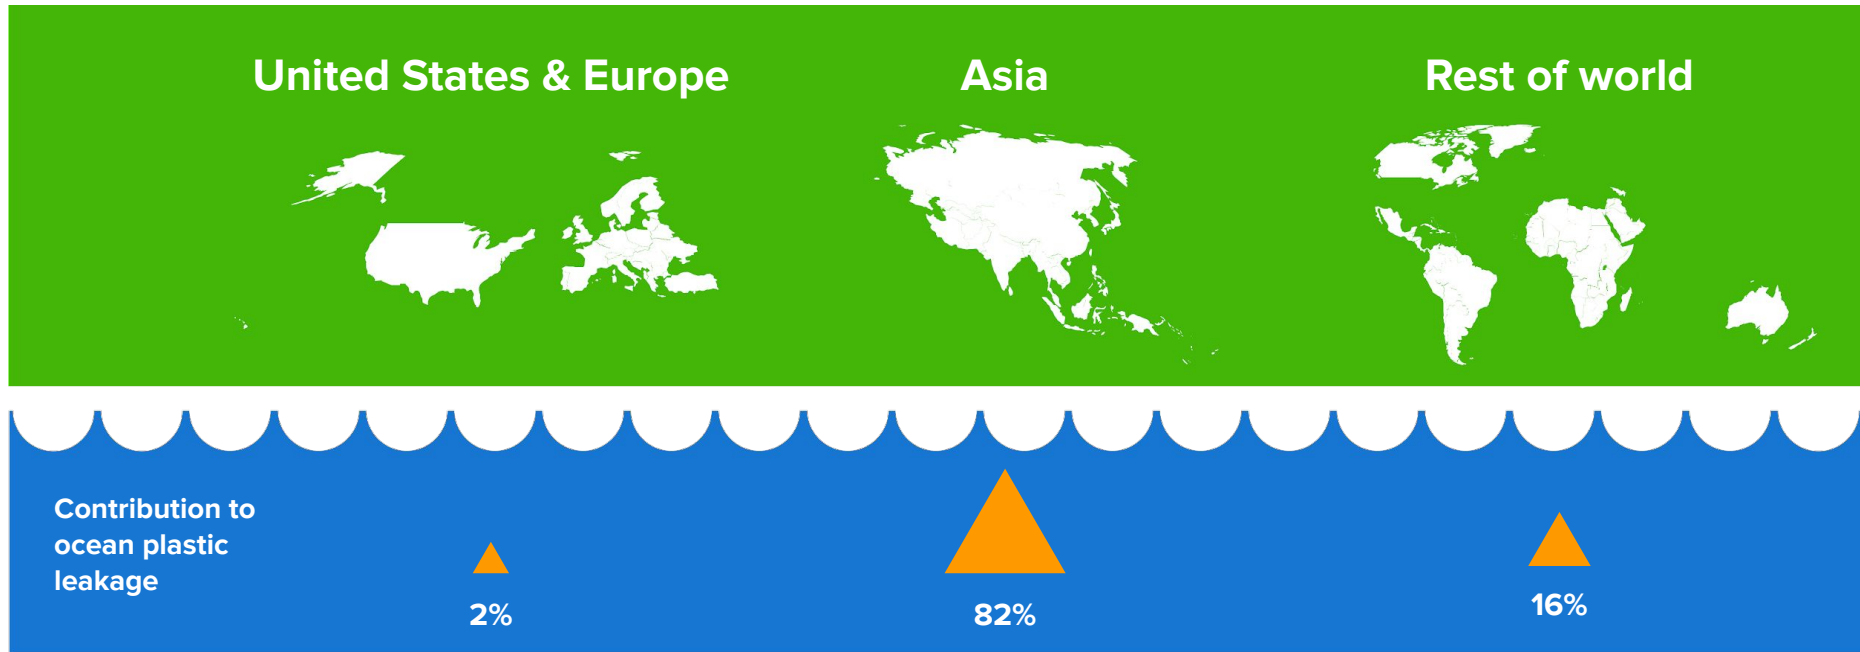 United States & Europe
Asia
Rest of world
Contribution to
ocean plastic
leakage
2%
82%
16%